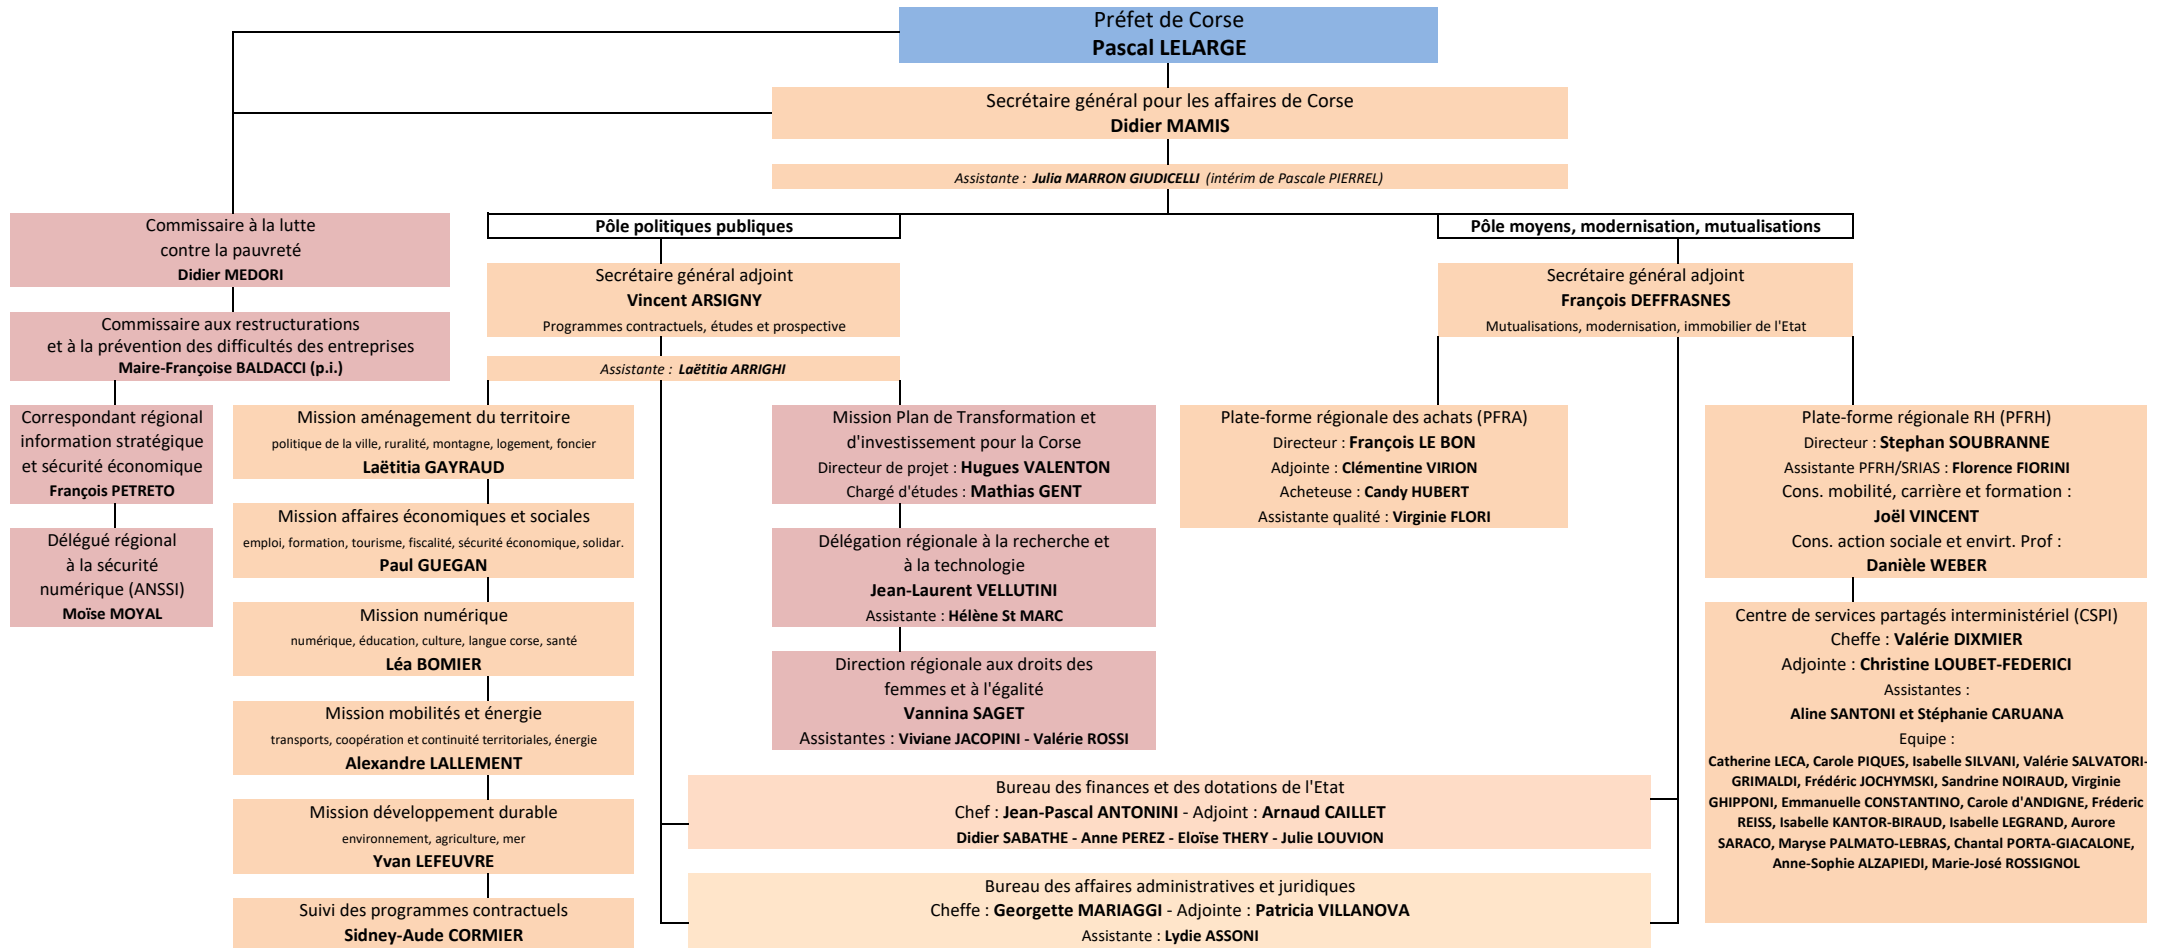 Préfet de Corse
Pascal LELARGE
Secrétaire général pour les affaires de Corse
Didier MAMIS
Assistante : Julia MARRON GIUDICELLI (intérim de Pascale PIERREL)
Commissaire à la lutte
contre la pauvreté
Didier MEDORI
Commissaire aux restructurations
et à la prévention des difficultés des entreprises
Maire-Françoise BALDACCI (p.i.)
Correspondant régional
information stratégique
et sécurité économique
François PETRETO
Délégué régional
à la sécurité
numérique (ANSSI)
Moïse MOYAL
Pôle politiques publiques
Secrétaire général adjoint
Vincent ARSIGNY
Programmes contractuels, études et prospective
Assistante : Laëtitia ARRIGHI
Mission aménagement du territoire
politique de la ville, ruralité, montagne, logement, foncier
Laëtitia GAYRAUD
Mission affaires économiques et sociales
emploi, formation, tourisme, fiscalité, sécurité économique, solidar.
Paul GUEGAN
Mission numérique
numérique, éducation, culture, langue corse, santé
Léa BOMIER
Mission mobilités et énergie
transports, coopération et continuité territoriales, énergie
Alexandre LALLEMENT
Mission développement durable
environnement, agriculture, mer
Yvan LEFEUVRE
Suivi des programmes contractuels
Sidney-Aude CORMIER
Mission Plan de Transformation et
d'investissement pour la Corse
Directeur de projet : Hugues VALENTON
Chargé d'études : Mathias GENT
Délégation régionale à la recherche et
à la technologie
Jean-Laurent VELLUTINI
Assistante : Hélène St MARC
Direction régionale aux droits des
femmes et à l'égalité
Vannina SAGET
Assistantes : Viviane JACOPINI - Valérie ROSSI
Bureau des finances et des dotations de l'Etat
Chef : Jean-Pascal ANTONINI - Adjoint : Arnaud CAILLET
Didier SABATHE - Anne PEREZ - Eloïse THERY - Julie LOUVION
Bureau des affaires administratives et juridiques
Cheffe : Georgette MARIAGGI - Adjointe : Patricia VILLANOVA
Assistante : Lydie ASSONI
Pôle moyens, modernisation, mutualisations
Secrétaire général adjoint
François DEFFRASNES
Mutualisations, modernisation, immobilier de l'Etat
Plate-forme régionale des achats (PFRA)
Directeur : François LE BON
Adjointe : Clémentine VIRION
Acheteuse : Candy HUBERT
Assistante qualité : Virginie FLORI
Plate-forme régionale RH (PFRH)
Directeur : Stephan SOUBRANNE
Assistante PFRH/SRIAS : Florence FIORINI
Cons. mobilité, carrière et formation :
Joël VINCENT
Cons. action sociale et envirt. Prof :
Danièle WEBER
Centre de services partagés interministériel (CSPI)
Cheffe : Valérie DIXMIER
Adjointe : Christine LOUBET-FEDERICI
Assistantes :
Aline SANTONI et Stéphanie CARUANA
Equipe :
Catherine LECA, Carole PIQUES, Isabelle SILVANI, Valérie SALVATORI-
GRIMALDI, Frédéric JOCHYMSKI, Sandrine NOIRAUD, Virginie
GHIPPONI, Emmanuelle CONSTANTINO, Carole d'ANDIGNE, Fréderic
REISS, Isabelle KANTOR-BIRAUD, Isabelle LEGRAND, Aurore
SARACO, Maryse PALMATO-LEBRAS, Chantal PORTA-GIACALONE,
Anne-Sophie ALZAPIEDI, Marie-José ROSSIGNOL